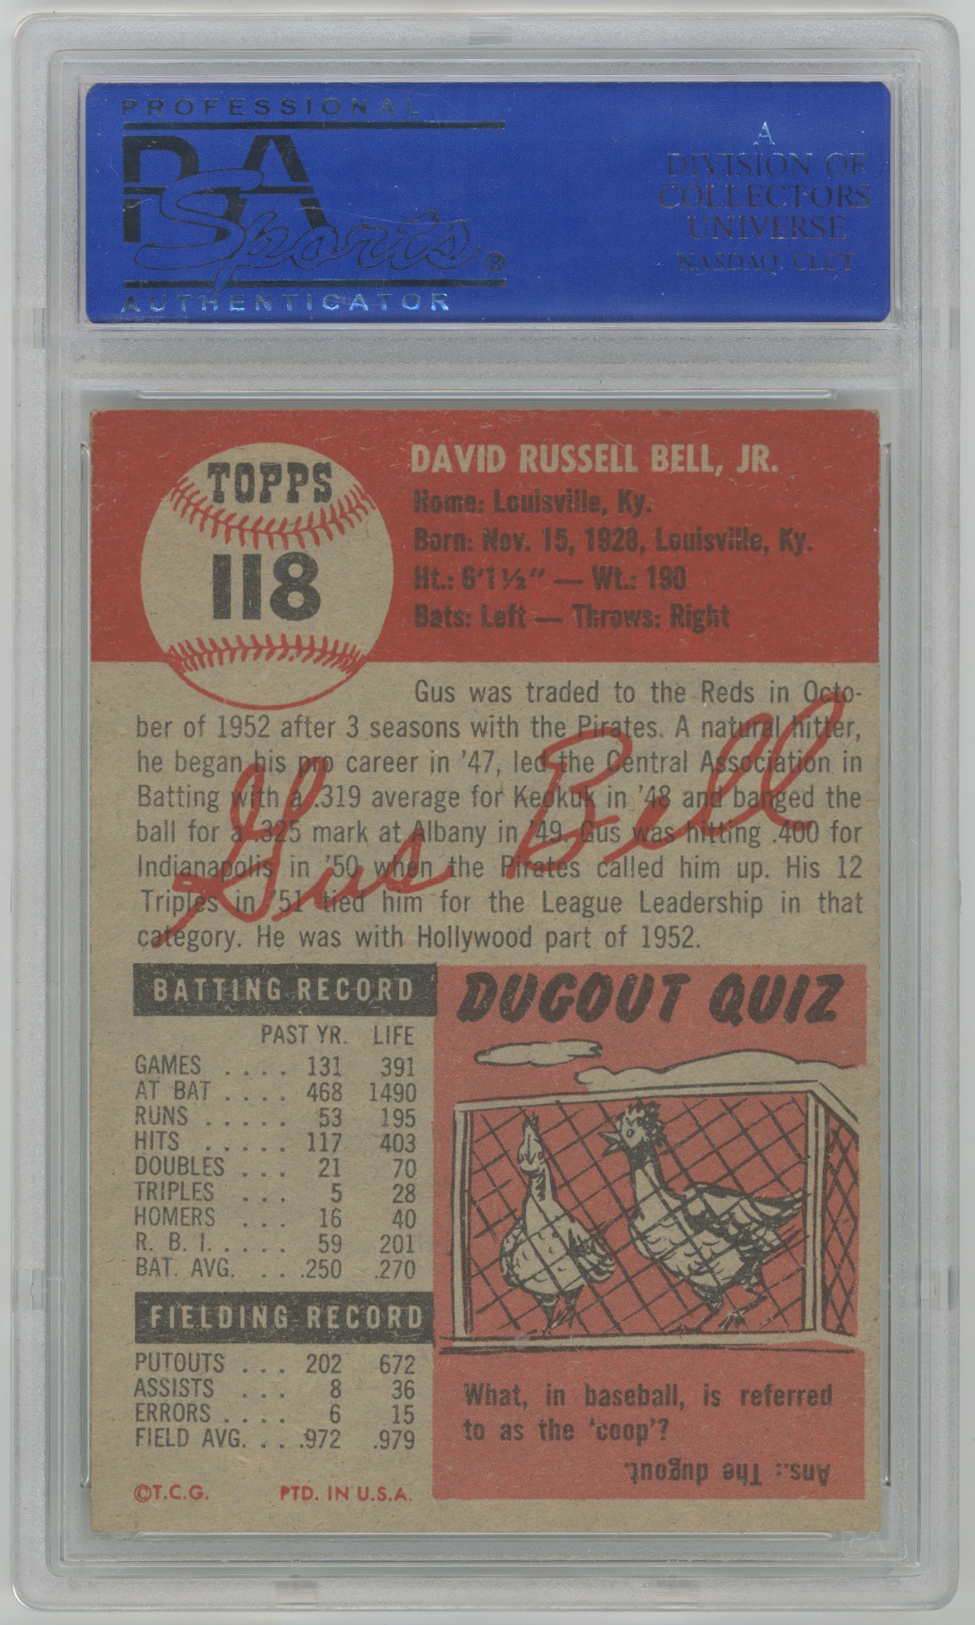 PROFESSIONAL
PSA
Sports®
AUTHENTICATOR
A
DIVISION OF
COLLECTORS
UNIVERSE
NASDAQ: CLCT
TOPPS
118
DAVID RUSSELL BELL, JR.
Home: Louisville, Ky.
Born: Nov. 15, 1928, Louisville, Ky.
Ht.: 6'1½" — Wt.: 190
Bats: Left — Throws: Right
Gus was traded to the Reds in Octo-
ber of 1952 after 3 seasons with the Pirates. A natural hitter,
he began his pro career in '47, led the Central Association in
Batting with a .319 average for Keokuk in '48 and banged the
ball for a .325 mark at Albany in '49. Gus was hitting .400 for
Indianapolis in '50 when the Pirates called him up. His 12
Triples in '51 tied him for the League Leadership in that
category. He was with Hollywood part of 1952.
Gus Bell
BATTING RECORD
PAST YR. LIFE
GAMES .... 131 391
AT BAT .... 468 1490
RUNS ..... 53 195
HITS ..... 117 403
DOUBLES ... 21 70
TRIPLES ... 5 28
HOMERS ... 16 40
R. B. I. .... 59 201
BAT. AVG. ... .250 .270
FIELDING RECORD
PUTOUTS ... 202 672
ASSISTS ... 8 36
ERRORS .... 6 15
FIELD AVG. ... .972 .979
©T.C.G. PTD. IN U.S.A.
DUGOUT QUIZ
What, in baseball, is referred
to as the 'coop'?
Ans.: The dugout.